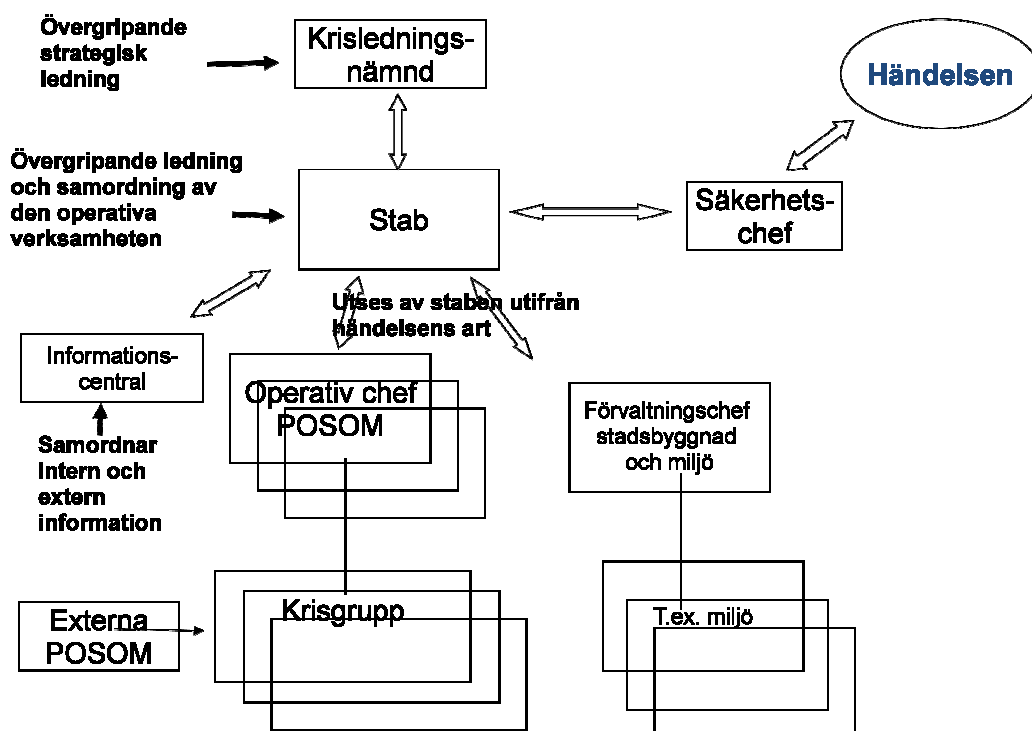 Övergripande
strategisk
ledning
Krislednings-
nämnd
Händelsen
Övergripande ledning
och samordning av
den operativa
verksamheten
Stab
Säkerhets-
chef
Utses av staben utifrån
händelsens art
Informations-
central
Operativ chef
POSOM
Förvaltningschef
stadsbyggnad
och miljö
Samordnar
Intern och
extern
information
Externa
POSOM
Krisgrupp
T.ex. miljö